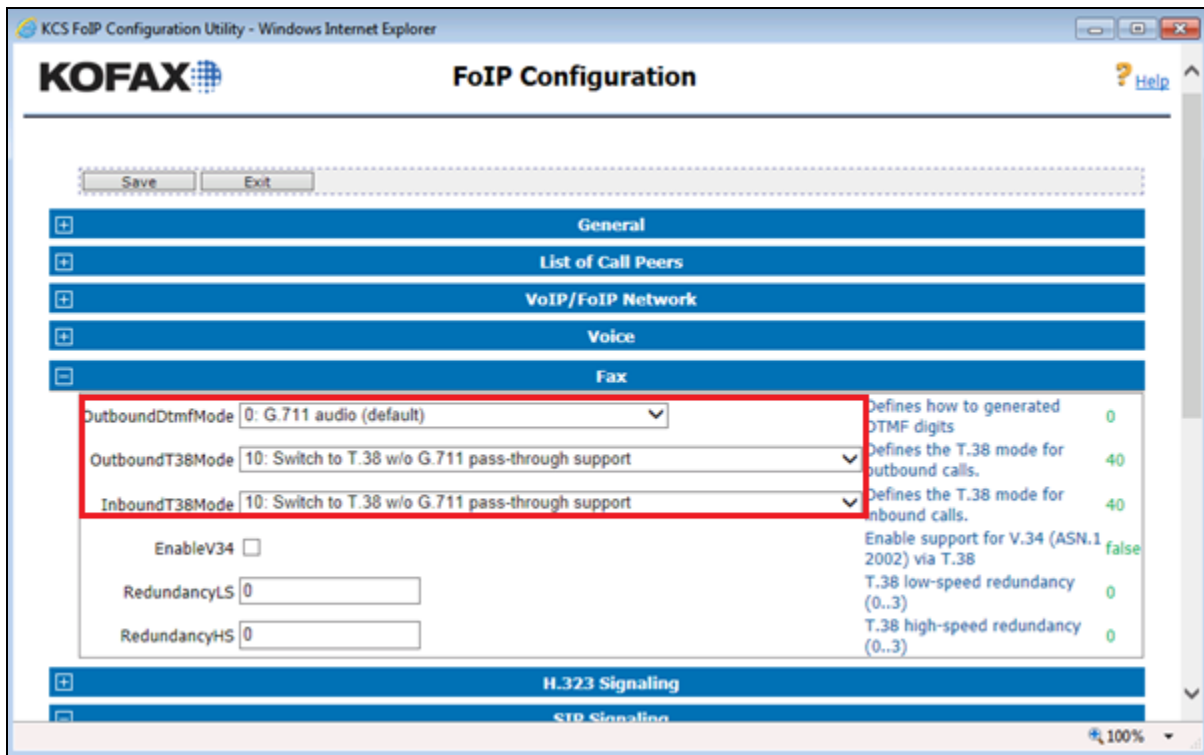 KCS FoIP Configuration Utility - Windows Internet Explorer
KOFAX
FoIP Configuration
? Help
Save
Exit
General
List of Call Peers
VoIP/FoIP Network
Voice
Fax
OutboundDtmfMode 0: G.711 audio (default) Defines how to generated
DTMF digits 0
OutboundT38Mode 10: Switch to T.38 w/o G.711 pass-through support Defines the T.38 mode for
outbound calls. 40
InboundT38Mode 10: Switch to T.38 w/o G.711 pass-through support Defines the T.38 mode for
inbound calls. 40
EnableV34 Enable support for V.34 (ASN.1
2002) via T.38 false
RedundancyLS 0 T.38 low-speed redundancy
(0..3) 0
RedundancyHS 0 T.38 high-speed redundancy
(0..3) 0
H.323 Signaling
SIP Signaling
100%